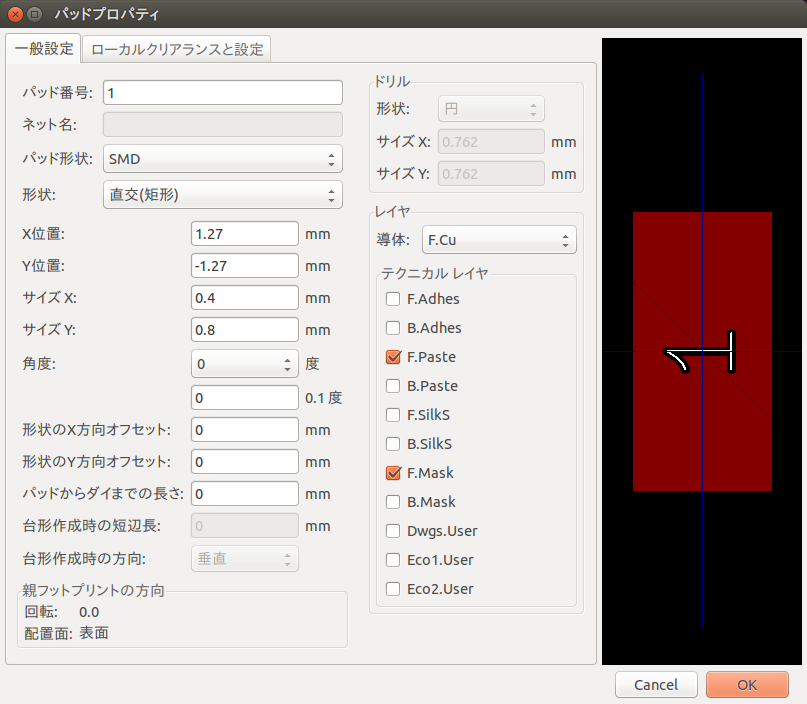 パッドプロパティ
一般設定
ローカルクリアランスと設定
パッド番号: 1
ネット名:
パッド形状: SMD
形状: 直交(矩形)
X位置: 1.27 mm
Y位置: -1.27 mm
サイズ X: 0.4 mm
サイズ Y: 0.8 mm
角度: 0 度
0 0.1 度
形状のX方向オフセット: 0 mm
形状のY方向オフセット: 0 mm
パッドからダイまでの長さ: 0 mm
台形作成時の短辺長: 0 mm
台形作成時の方向: 垂直
親フットプリントの方向
回転: 0.0
配置面: 表面
ドリル
形状: 円
サイズ X: 0.762 mm
サイズ Y: 0.762 mm
レイヤ
導体: F.Cu
テクニカル レイヤ
F.Adhes
B.Adhes
F.Paste
B.Paste
F.SilkS
B.SilkS
F.Mask
B.Mask
Dwgs.User
Eco1.User
Eco2.User
1
Cancel
OK